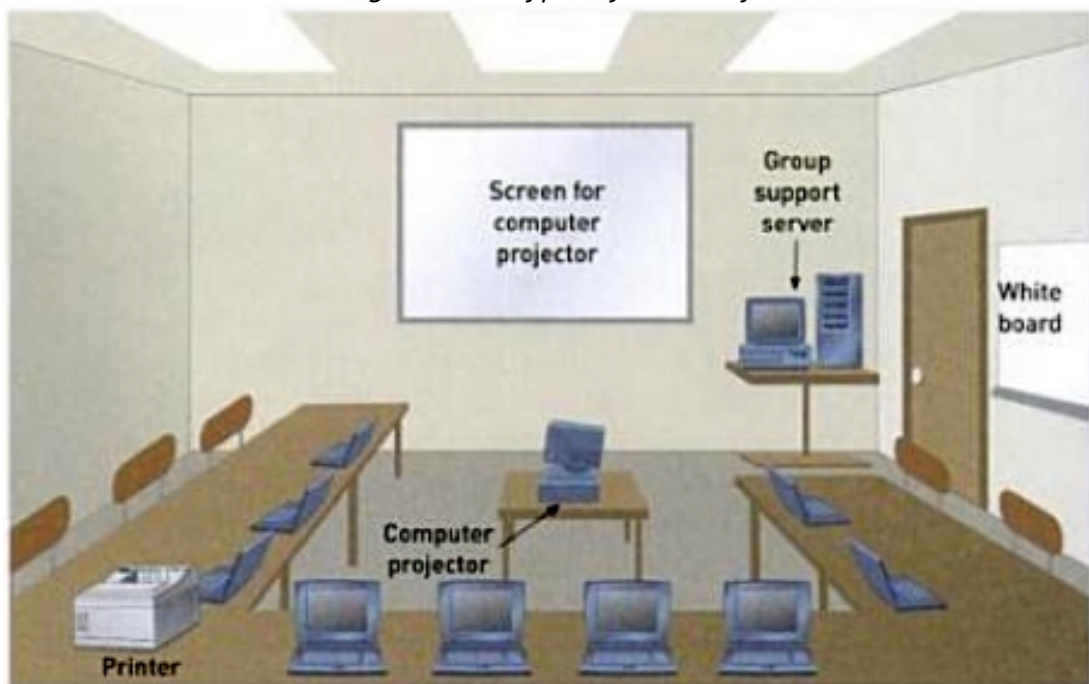 Screen for
computer
projector
Group
support
server
White
board
Computer
projector
Printer